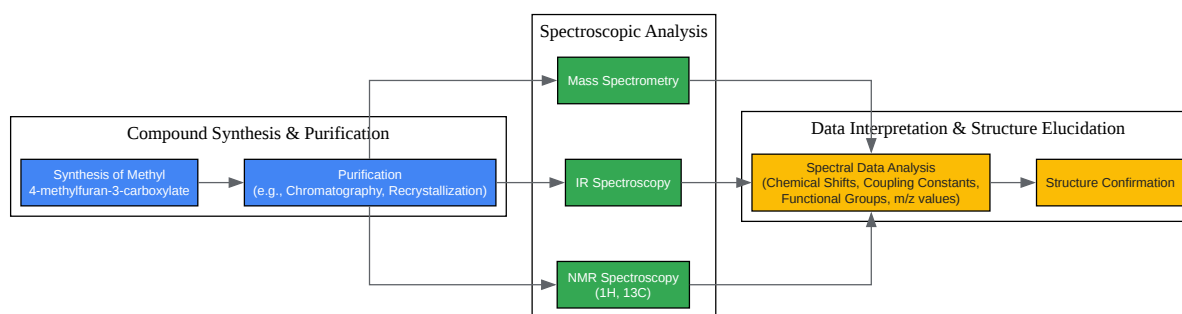 Compound Synthesis & Purification
Synthesis of Methyl
4-methylfuran-3-carboxylate
Purification
(e.g., Chromatography, Recrystallization)
Spectroscopic Analysis
Mass Spectrometry
IR Spectroscopy
NMR Spectroscopy
(1H, 13C)
Data Interpretation & Structure Elucidation
Spectral Data Analysis
(Chemical Shifts, Coupling Constants,
Functional Groups, m/z values)
Structure Confirmation